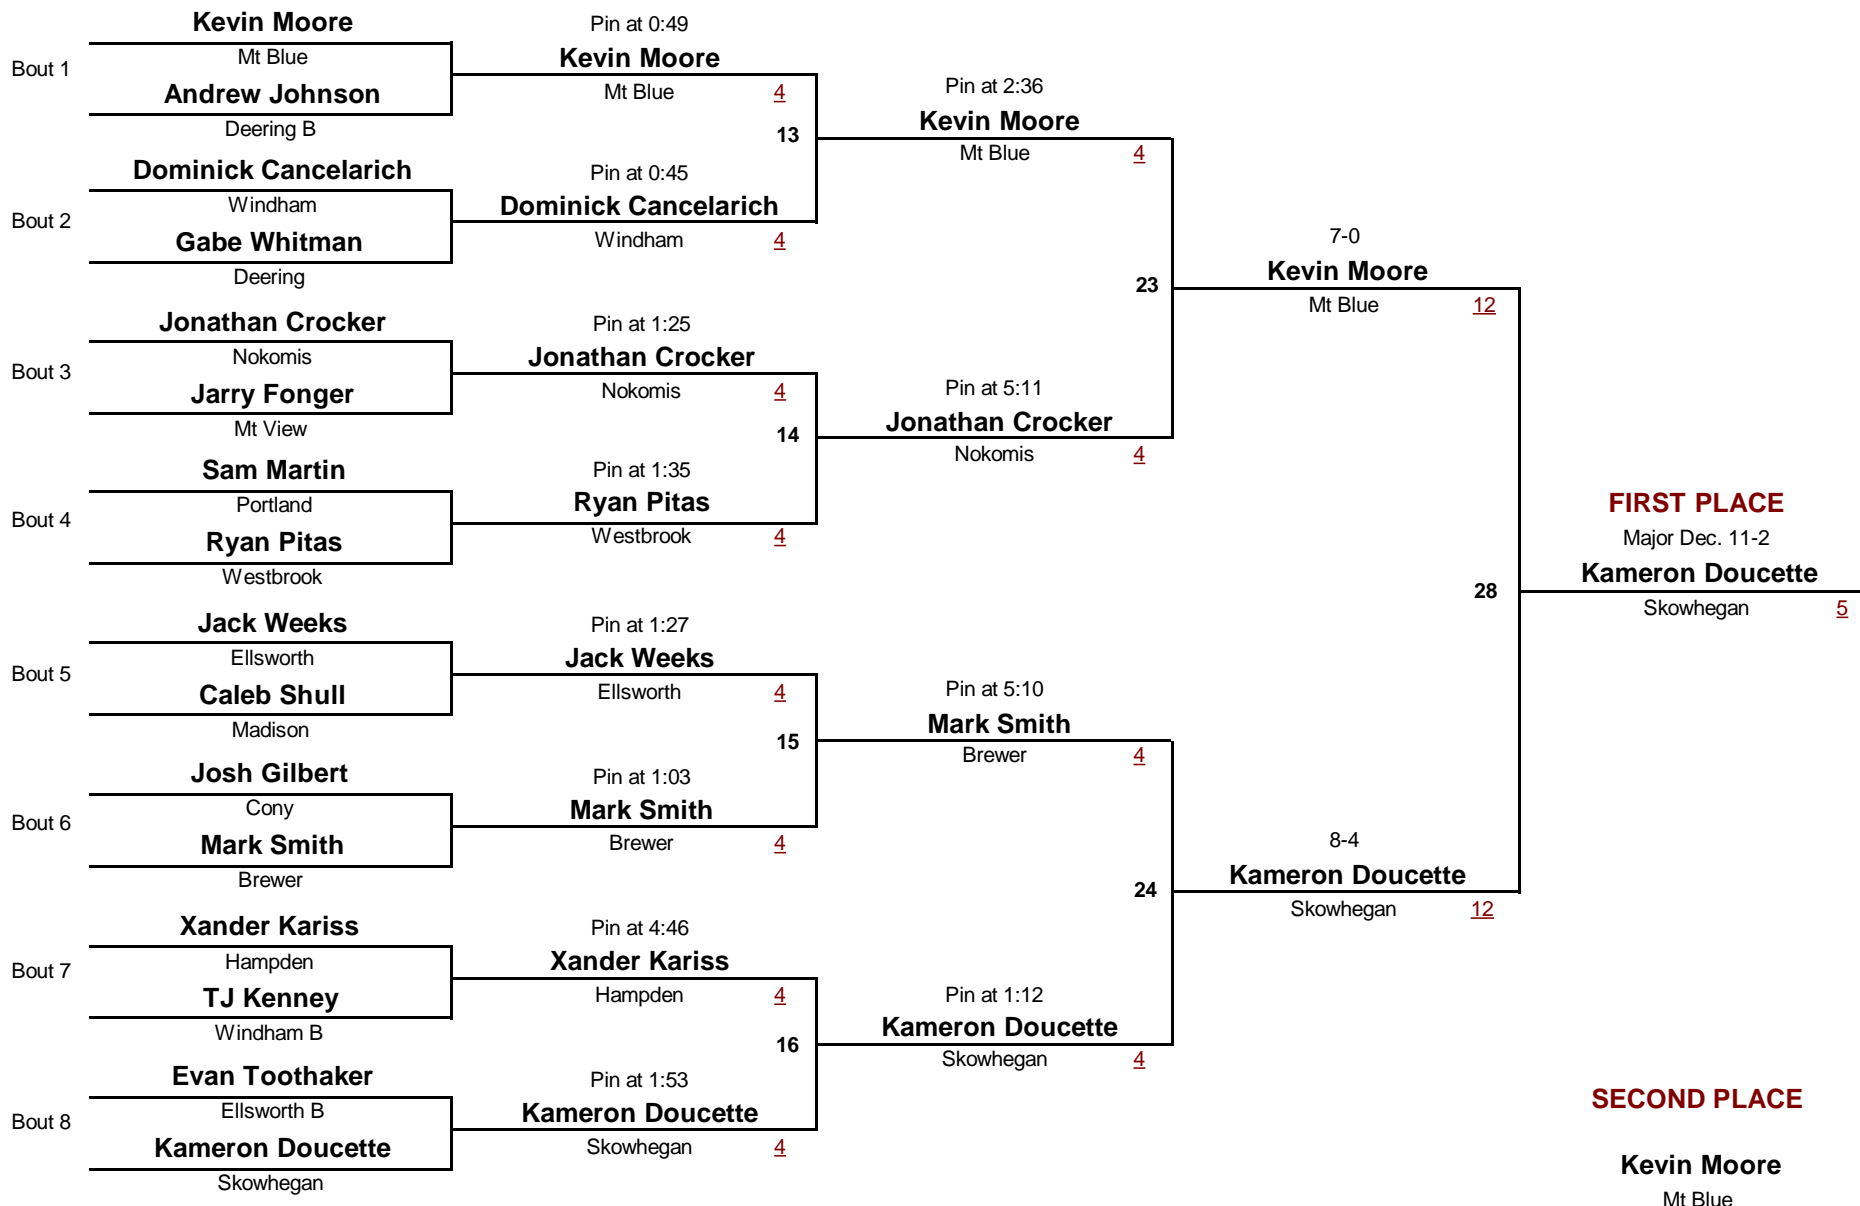 Kevin Moore
Bout 1
Mt Blue
Andrew Johnson
Deering B
Dominick Cancelarich
Bout 2
Windham
Gabe Whitman
Deering
Jonathan Crocker
Bout 3
Nokomis
Jarry Fonger
Mt View
Sam Martin
Bout 4
Portland
Ryan Pitas
Westbrook
Jack Weeks
Bout 5
Ellsworth
Caleb Shull
Madison
Josh Gilbert
Bout 6
Cony
Mark Smith
Brewer
Xander Kariss
Bout 7
Hampden
TJ Kenney
Windham B
Evan Toothaker
Bout 8
Ellsworth B
Kameron Doucette
Skowhegan
Pin at 0:49
Kevin Moore
Mt Blue 4
13
Pin at 0:45
Dominick Cancelarich
Windham 4
Pin at 1:25
Jonathan Crocker
Nokomis 4
14
Pin at 1:35
Ryan Pitas
Westbrook 4
Pin at 1:27
Jack Weeks
Ellsworth 4
15
Pin at 1:03
Mark Smith
Brewer 4
Pin at 4:46
Xander Kariss
Hampden 4
16
Pin at 1:53
Kameron Doucette
Skowhegan 4
Pin at 2:36
Kevin Moore
Mt Blue 4
23
Pin at 5:11
Jonathan Crocker
Nokomis 4
Pin at 5:10
Mark Smith
Brewer 4
24
Pin at 1:12
Kameron Doucette
Skowhegan 4
7-0
Kevin Moore
Mt Blue 12
28
8-4
Kameron Doucette
Skowhegan 12
FIRST PLACE
Major Dec. 11-2
Kameron Doucette
Skowhegan 5
SECOND PLACE
Kevin Moore
Mt Blue